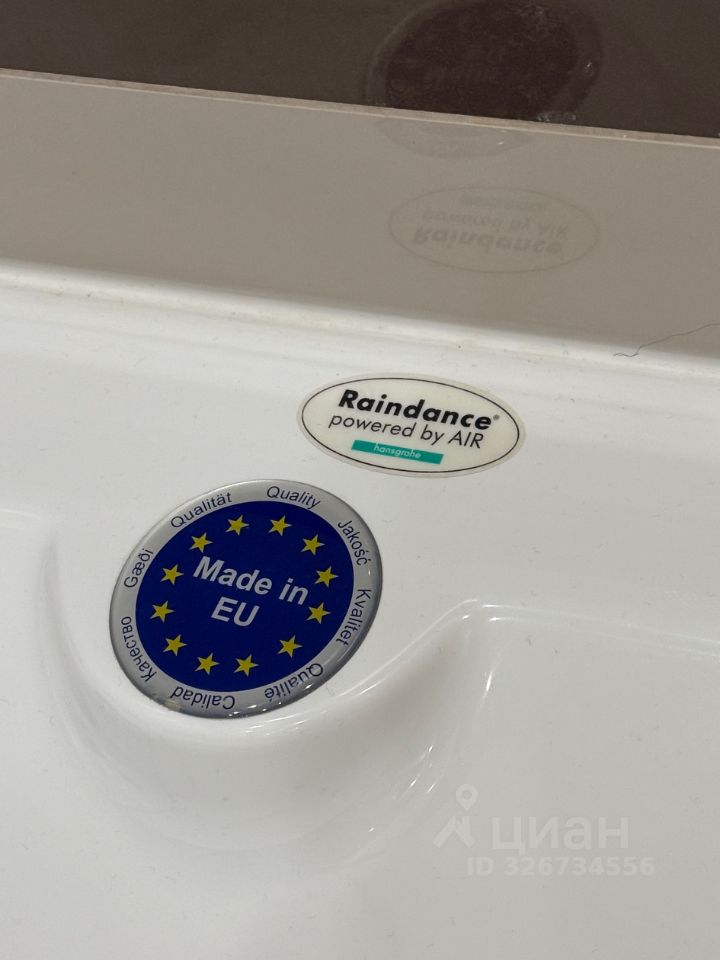 Raindance®
powered by AIR
hansgrohe
Quality
Jakość
Kvalitet
Qualité
Calidad
Качество
Gæði
Qualität
Made in
EU
циан
ID 326734556